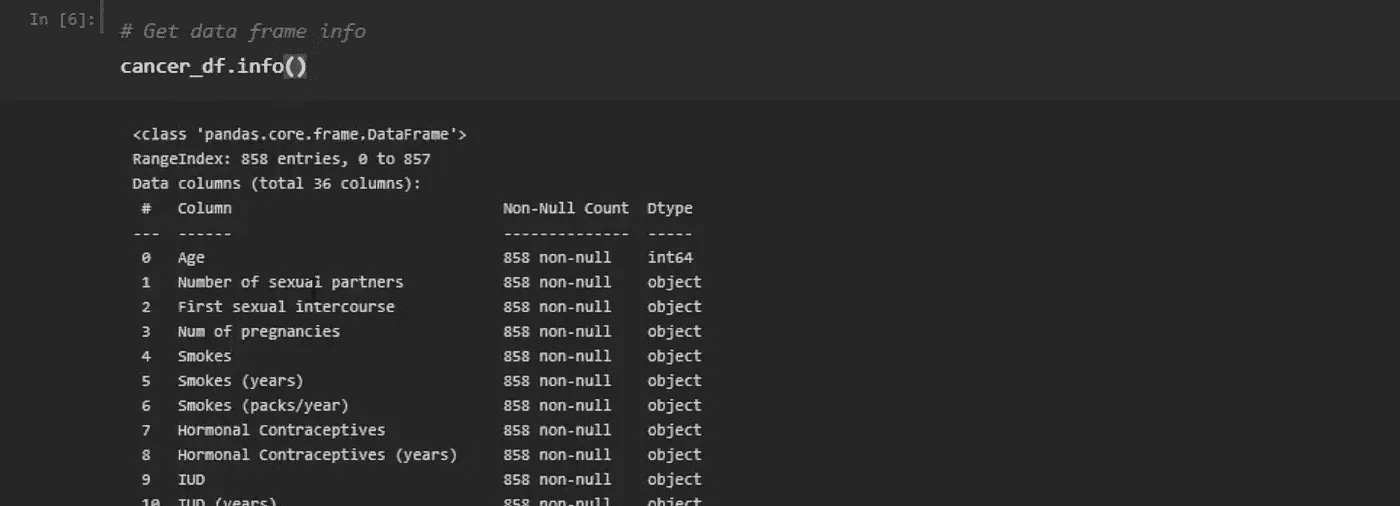 In [6]:
# Get data frame info
cancer_df.info()
<class 'pandas.core.frame.DataFrame'>
RangeIndex: 858 entries, 0 to 857
Data columns (total 36 columns):
#   Column                              Non-Null Count  Dtype
---  ------                              --------------  -----
0   Age                                 858 non-null    int64
1   Number of sexual partners           858 non-null    object
2   First sexual intercourse            858 non-null    object
3   Num of pregnancies                  858 non-null    object
4   Smokes                              858 non-null    object
5   Smokes (years)                      858 non-null    object
6   Smokes (packs/year)                 858 non-null    object
7   Hormonal Contraceptives             858 non-null    object
8   Hormonal Contraceptives (years)     858 non-null    object
9   IUD                                 858 non-null    object
10  IUD (years)                         858 non-null    object